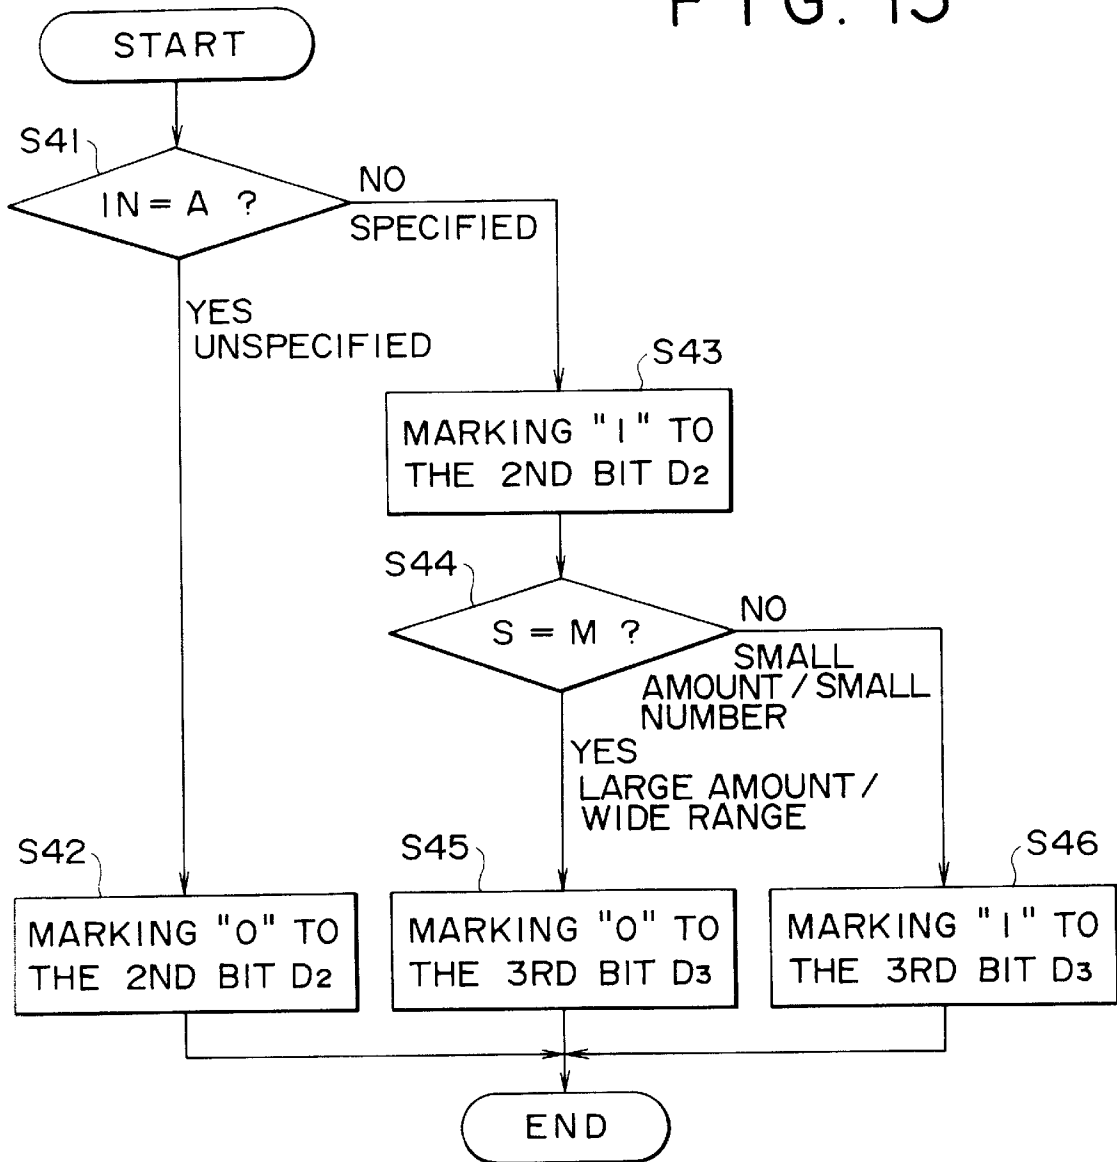 FIG. 15
START
S41
IN = A ?
NO
SPECIFIED
YES
UNSPECIFIED
S43
MARKING "1" TO
THE 2ND BIT D2
S44
S = M ?
NO
SMALL
AMOUNT / SMALL
NUMBER
YES
LARGE AMOUNT /
WIDE RANGE
S42
MARKING "0" TO
THE 2ND BIT D2
S45
MARKING "0" TO
THE 3RD BIT D3
S46
MARKING "1" TO
THE 3RD BIT D3
END